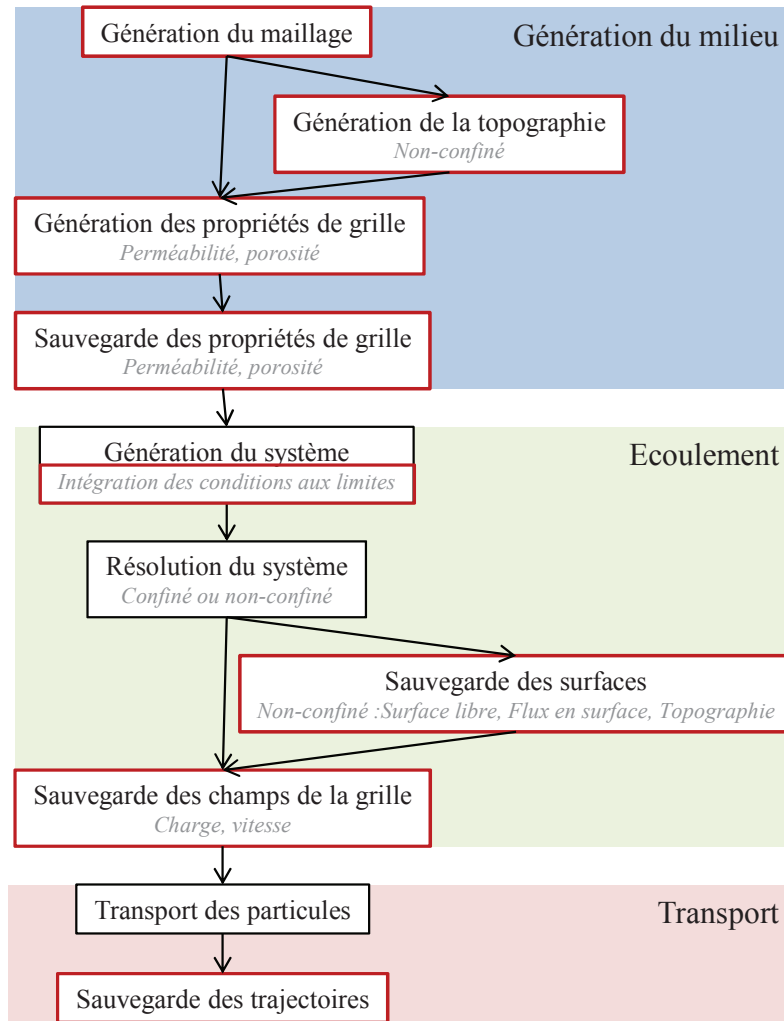 Génération du maillage
Génération du milieu
Génération de la topographie
Non-confiné
Génération des propriétés de grille
Perméabilité, porosité
Sauvegarde des propriétés de grille
Perméabilité, porosité
Génération du système
Ecoulement
Intégration des conditions aux limites
Résolution du système
Confiné ou non-confiné
Sauvegarde des surfaces
Non-confiné :Surface libre, Flux en surface, Topographie
Sauvegarde des champs de la grille
Charge, vitesse
Transport des particules
Transport
Sauvegarde des trajectoires